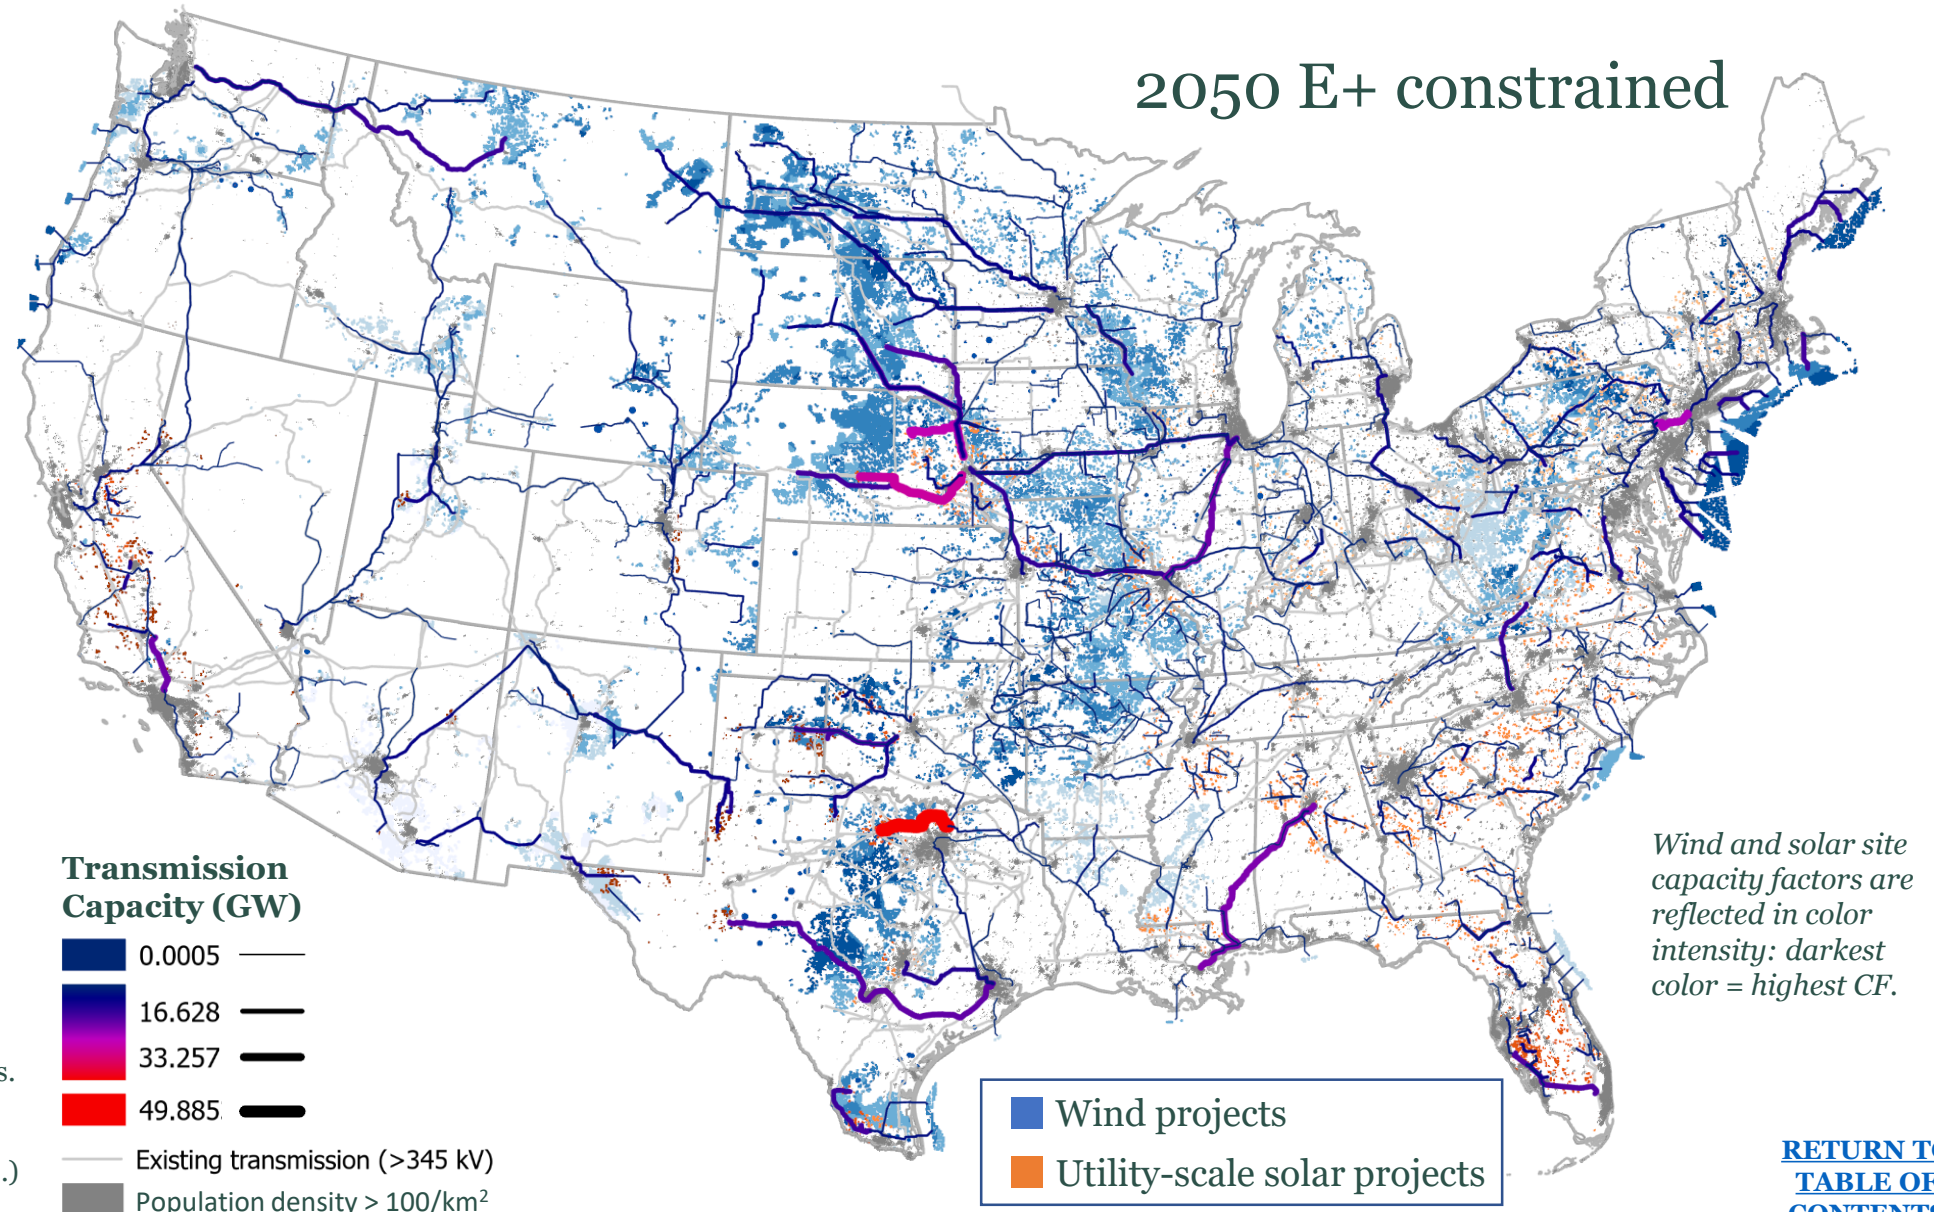 2050 E+ constrained
Wind and solar site
capacity factors are
reflected in color
intensity: darkest
color = highest CF.
Transmission
Capacity (GW)
0.0005
16.628
33.257
49.885
Existing transmission (>345 kV)
Population density > 100/km²
s.
.)
Wind projects
Utility-scale solar projects
RETURN TO
TABLE OF
CONTENTS